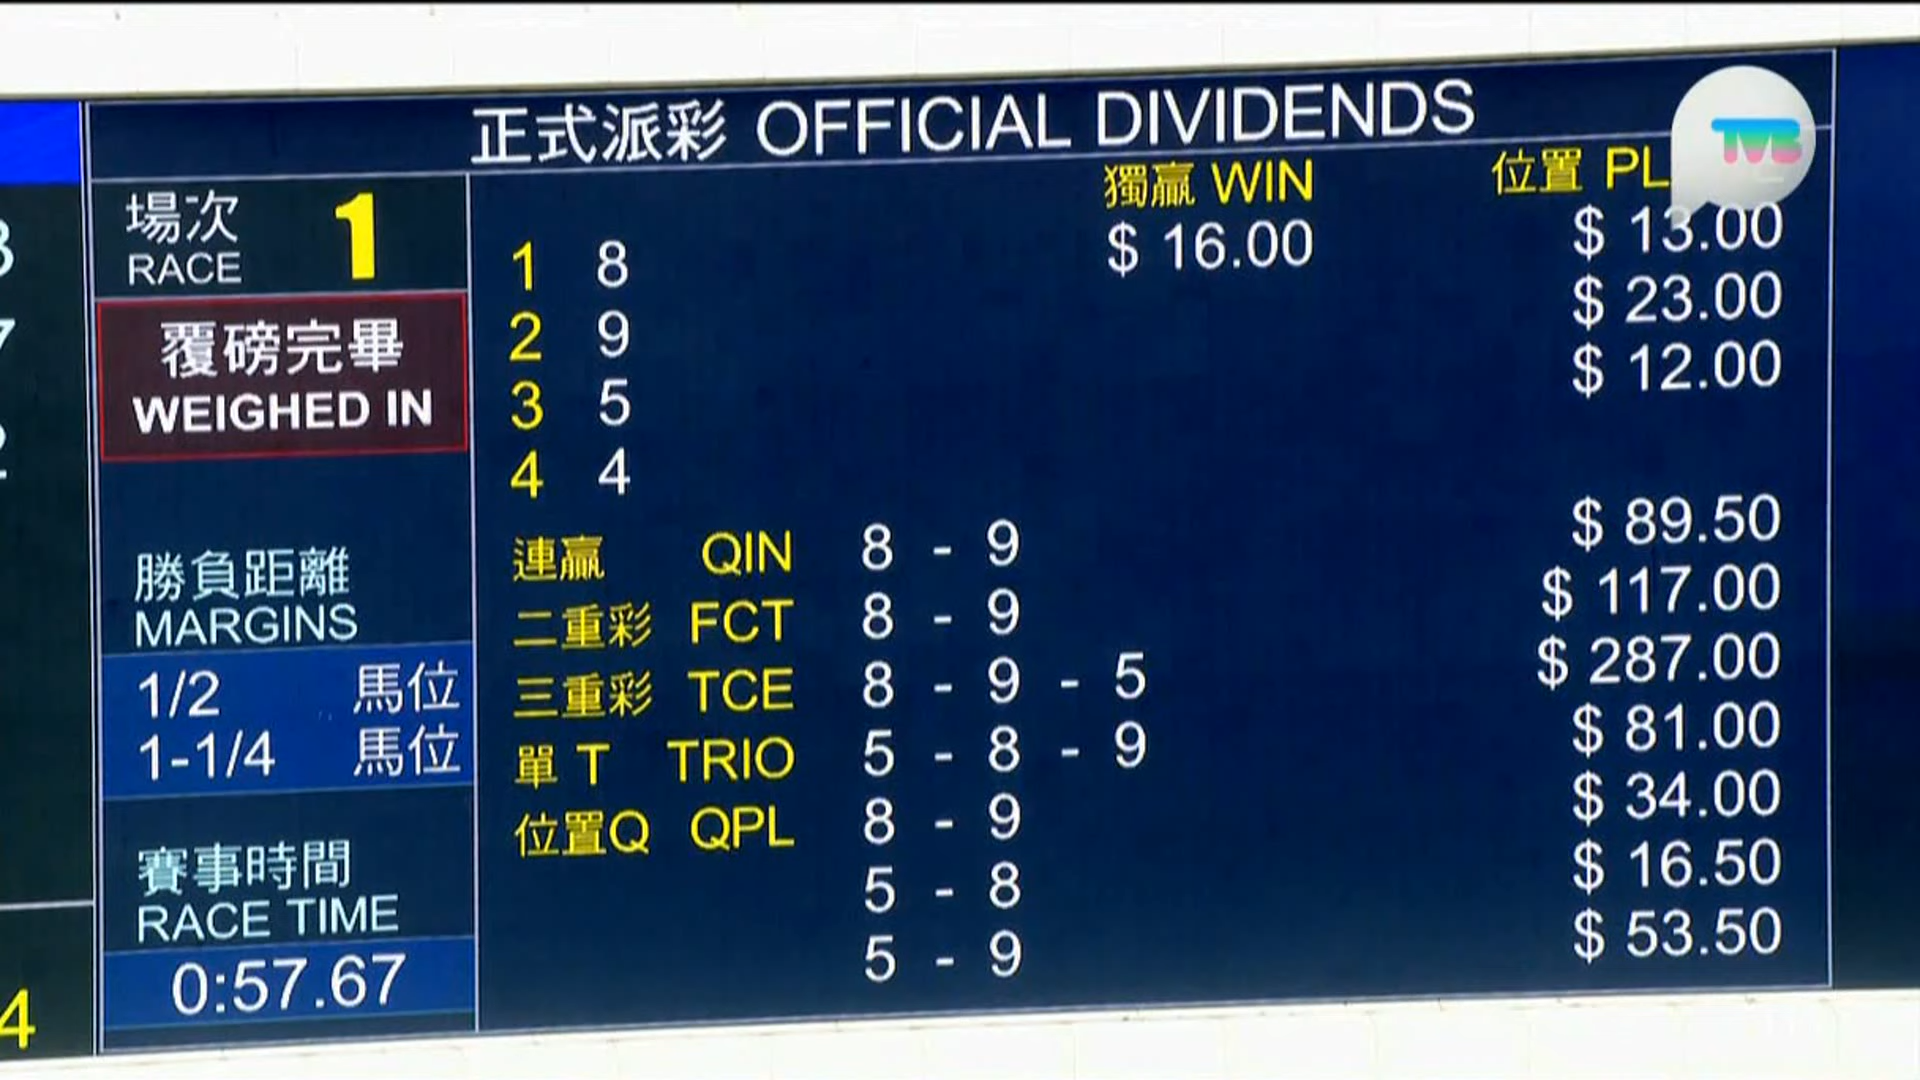 正式派彩 OFFICIAL DIVIDENDS
TVB
場次 1
RACE
覆磅完畢
WEIGHED IN
勝負距離
MARGINS
1/2 馬位
1-1/4 馬位
賽事時間
RACE TIME
0:57.67
獨贏 WIN 位置 PL
1 8 $ 16.00 $ 13.00
2 9 $ 23.00
3 5 $ 12.00
4 4
連贏 QIN 8 - 9 $ 89.50
二重彩 FCT 8 - 9 $ 117.00
三重彩 TCE 8 - 9 - 5 $ 287.00
單T TRIO 5 - 8 - 9 $ 81.00
位置Q QPL 8 - 9 $ 34.00
5 - 8 $ 16.50
5 - 9 $ 53.50
4